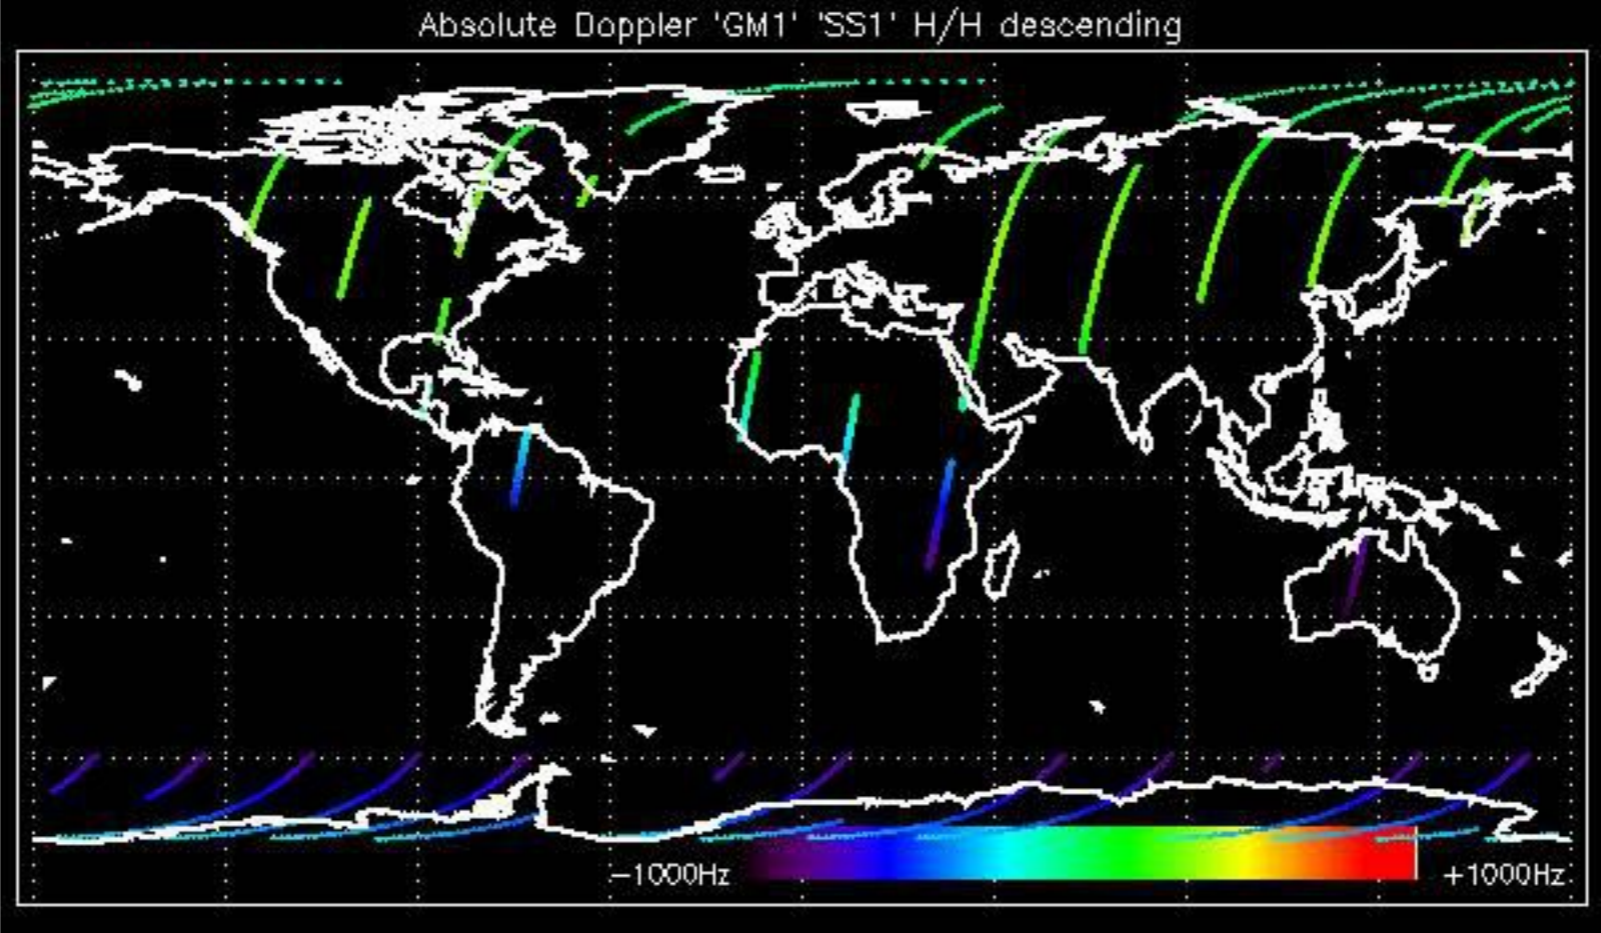 Absolute Doppler 'GM1' 'SS1' H/H descending
−1000Hz +1000Hz